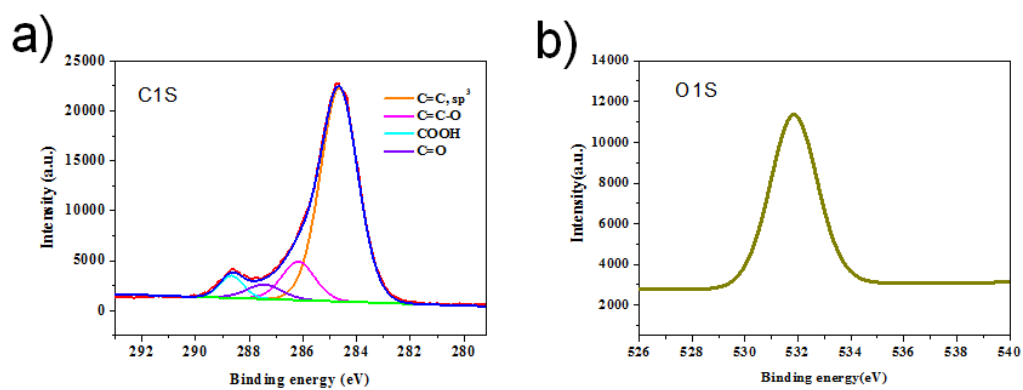 a)
C1S
C=C, sp³
C=C-O
COOH
C=O
25000
20000
15000
10000
5000
0
Intensity (a.u.)
292 290 288 286 284 282 280
Binding energy (eV)
b)
O1S
14000
12000
10000
8000
6000
4000
2000
Intensity(a.u.)
526 528 530 532 534 536 538 540
Binding energy(eV)